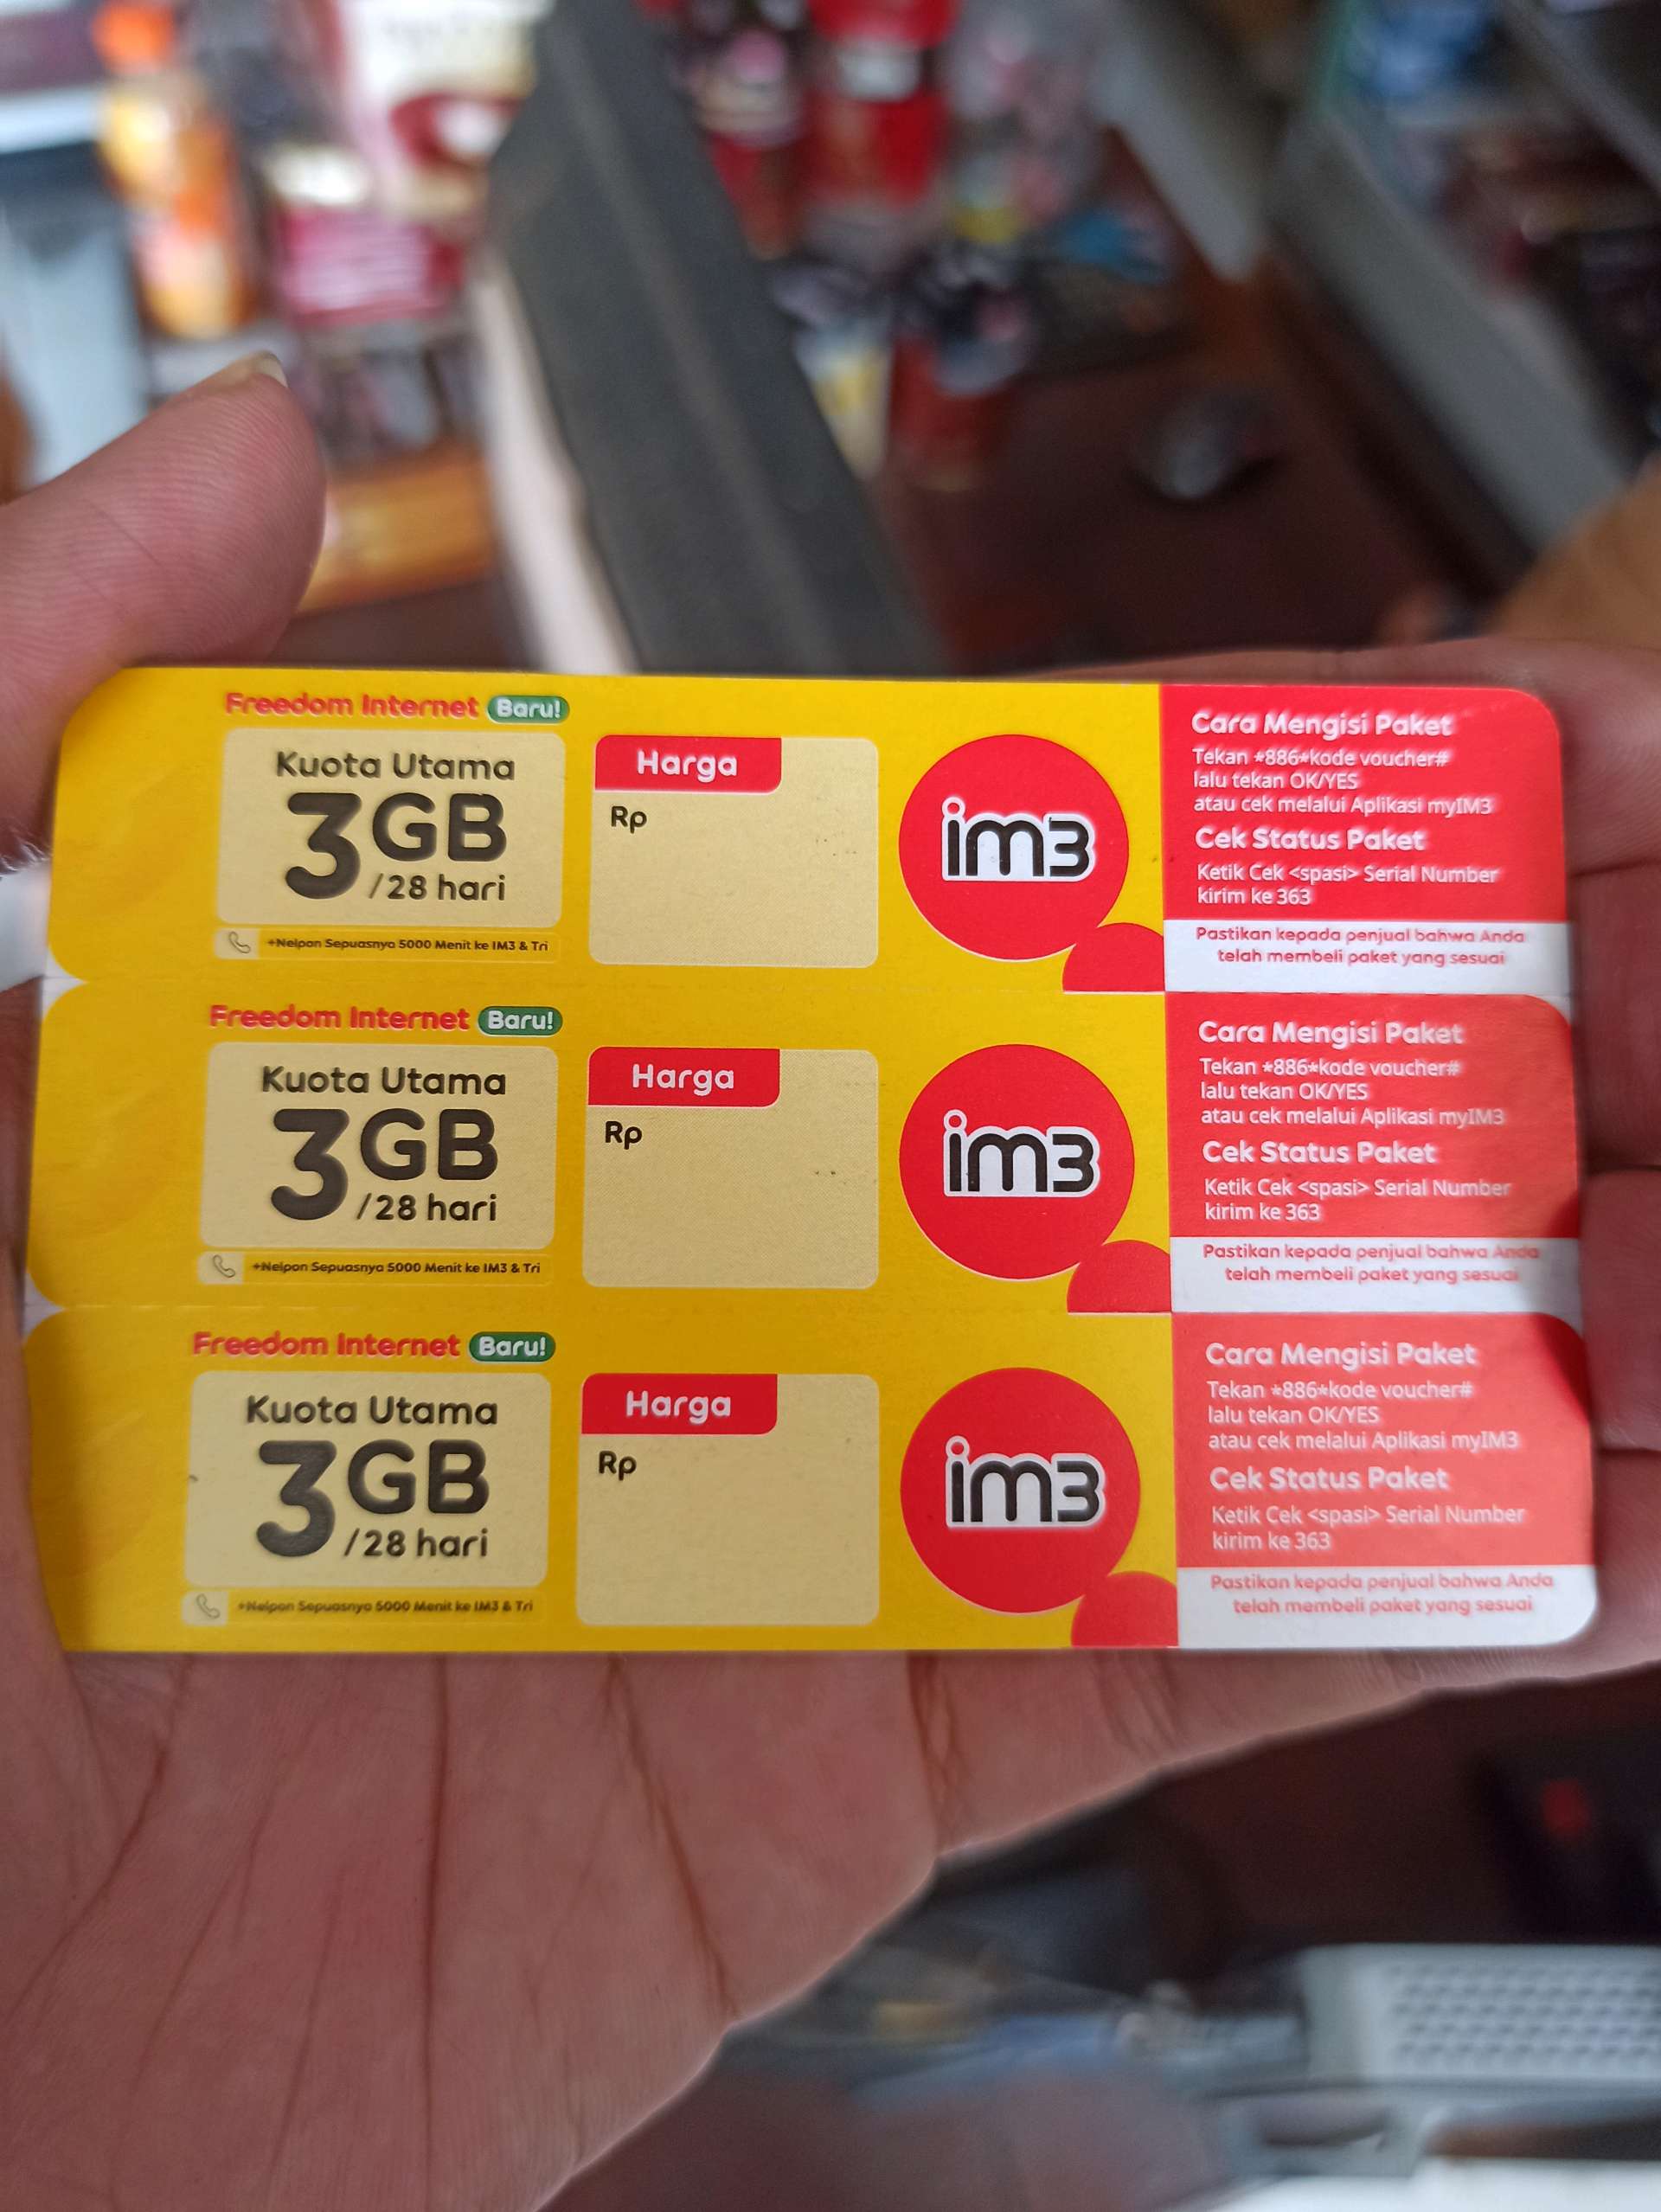 Freedom Internet Baru!
Kuota Utama
3GB
/28 hari
+Nelpon Sepuasnya 5000 Menit ke IM3 & Tri
Harga
Rp
im3
Cara Mengisi Paket
Tekan *886*kode voucher#
lalu tekan OK/YES
atau cek melalui Aplikasi myIM3
Cek Status Paket
Ketik Cek <spasi> Serial Number
kirim ke 363
Pastikan kepada penjual bahwa Anda
telah membeli paket yang sesuai
Freedom Internet Baru!
Kuota Utama
3GB
/28 hari
+Nelpon Sepuasnya 5000 Menit ke IM3 & Tri
Harga
Rp
im3
Cara Mengisi Paket
Tekan *886*kode voucher#
lalu tekan OK/YES
atau cek melalui Aplikasi myIM3
Cek Status Paket
Ketik Cek <spasi> Serial Number
kirim ke 363
Pastikan kepada penjual bahwa Anda
telah membeli paket yang sesuai
Freedom Internet Baru!
Kuota Utama
3GB
/28 hari
+Nelpon Sepuasnya 5000 Menit ke IM3 & Tri
Harga
Rp
im3
Cara Mengisi Paket
Tekan *886*kode voucher#
lalu tekan OK/YES
atau cek melalui Aplikasi myIM3
Cek Status Paket
Ketik Cek <spasi> Serial Number
kirim ke 363
Pastikan kepada penjual bahwa Anda
telah membeli paket yang sesuai